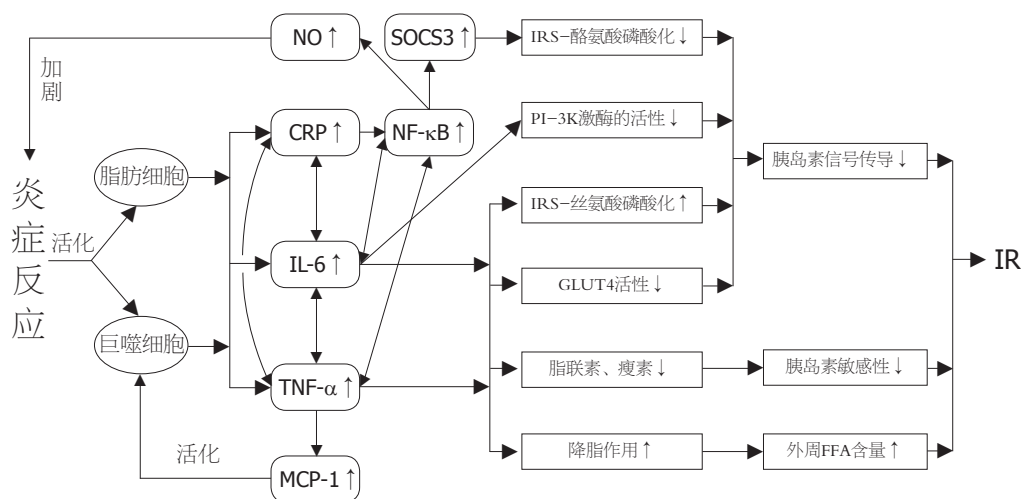 NO↑
SOCS3↑
IRS-酪氨酸磷酸化↓
加剧
CRP↑
NF-κB↑
PI-3K激酶的活性↓
脂肪细胞
胰岛素信号传导↓
炎症反应
活化
IRS-丝氨酸磷酸化↑
IL-6↑
IR
GLUT4活性↓
巨噬细胞
TNF-α↑
脂联素、瘦素↓
胰岛素敏感性↓
活化
MCP-1↑
降脂作用↑
外周FFA含量↑